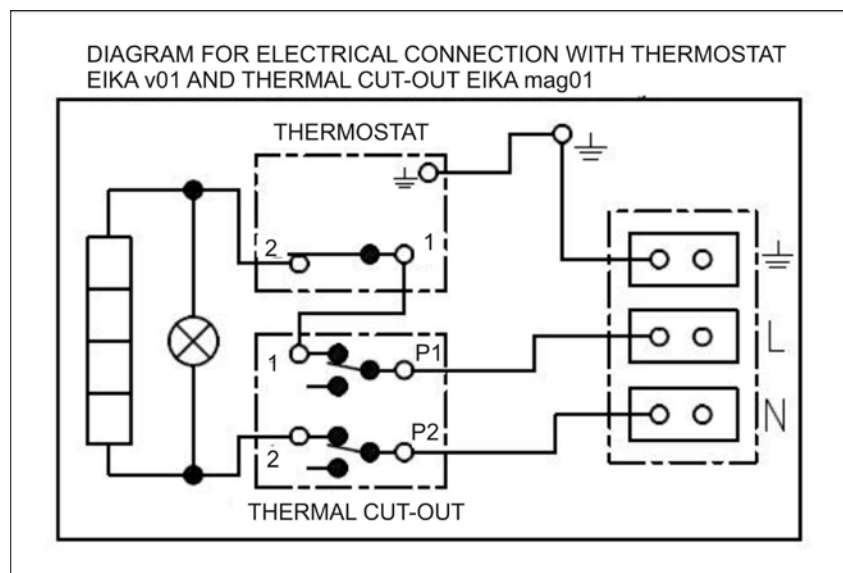 DIAGRAM FOR ELECTRICAL CONNECTION WITH THERMOSTAT
EIKA v01 AND THERMAL CUT-OUT EIKA mag01
THERMOSTAT
2
1
1
P1
L
P2
N
2
THERMAL CUT-OUT